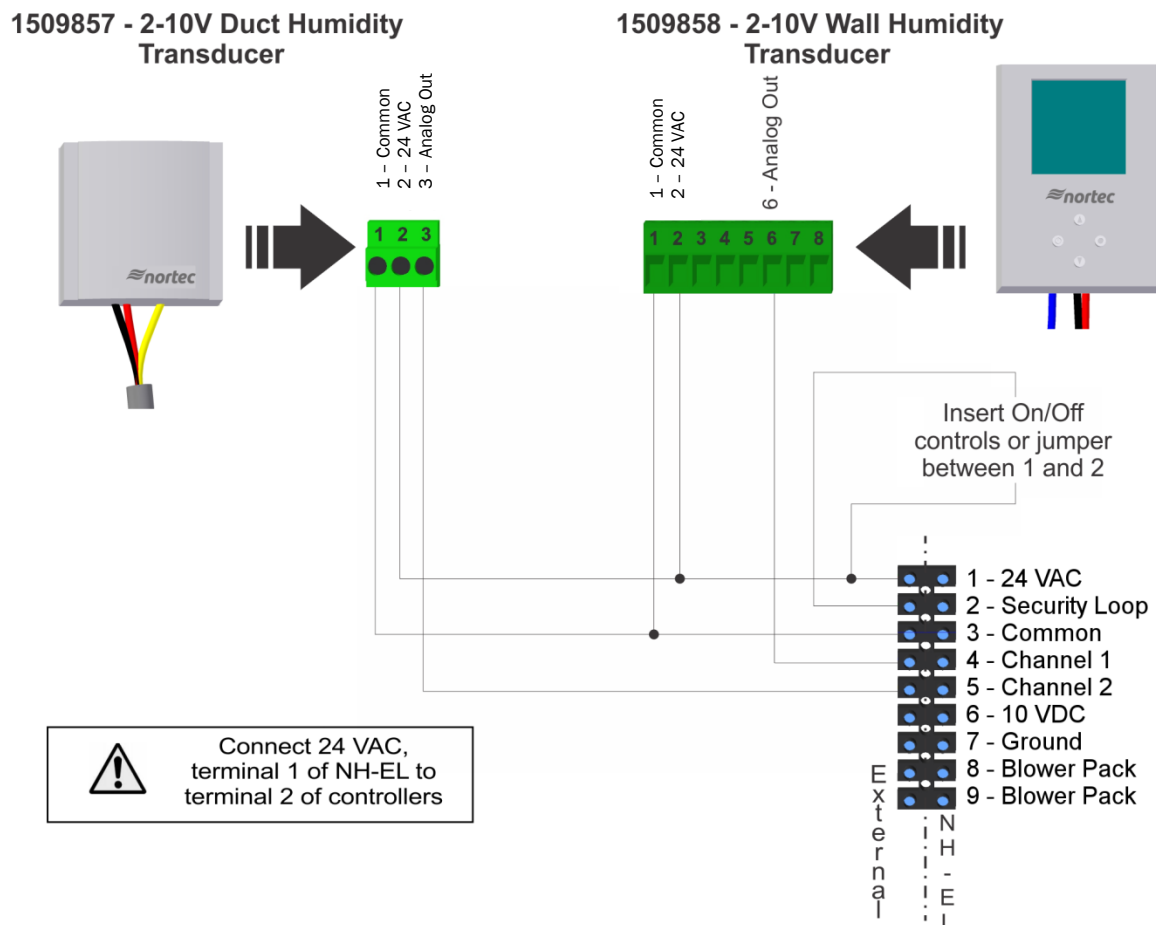 1509857 - 2-10V Duct Humidity
Transducer
1509858 - 2-10V Wall Humidity
Transducer
1 – Common
2 – 24 VAC
3 – Analog Out
1 – Common
2 – 24 VAC
6 - Analog Out
nortec
1 2 3
1 2 3 4 5 6 7 8
nortec
Insert On/Off
controls or jumper
between 1 and 2
1 - 24 VAC
2 - Security Loop
3 - Common
4 - Channel 1
5 - Channel 2
6 - 10 VDC
7 - Ground
8 - Blower Pack
9 - Blower Pack
External
NH-EL
Connect 24 VAC,
terminal 1 of NH-EL to
terminal 2 of controllers